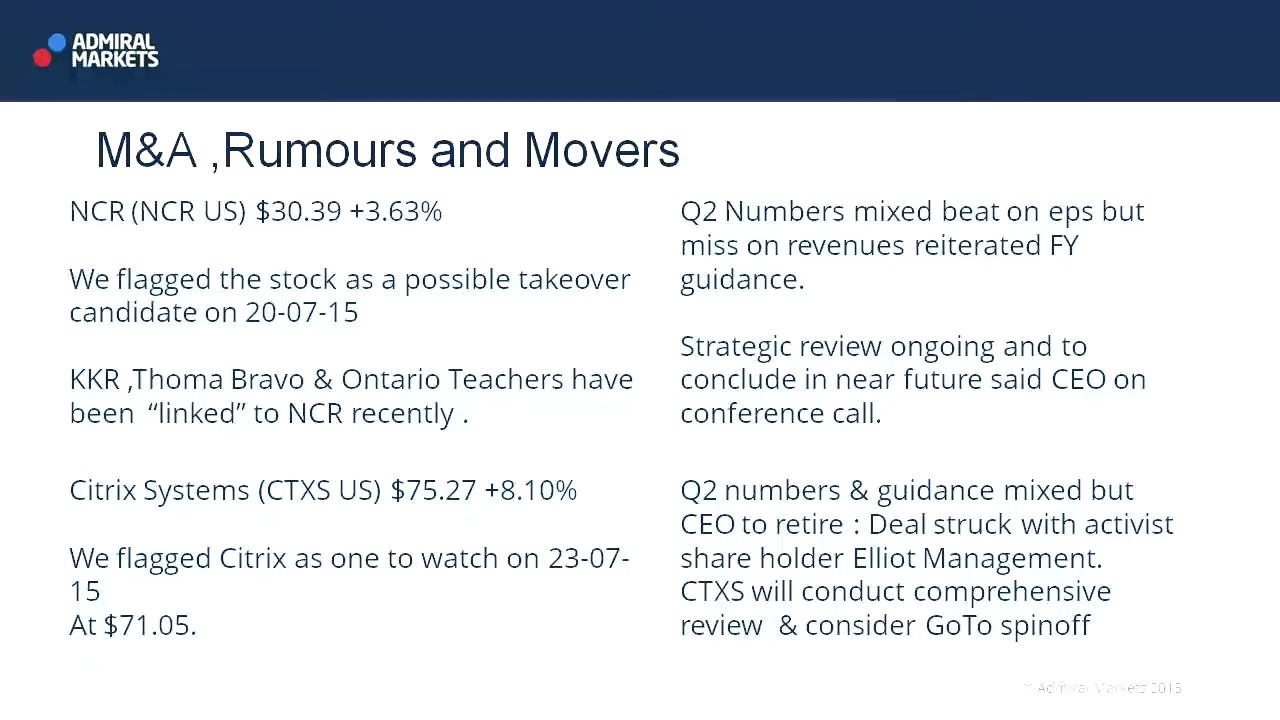 ADMIRAL
MARKETS
M&A ,Rumours and Movers
NCR (NCR US) $30.39 +3.63%
We flagged the stock as a possible takeover
candidate on 20-07-15
KKR ,Thoma Bravo & Ontario Teachers have
been “linked” to NCR recently .
Citrix Systems (CTXS US) $75.27 +8.10%
We flagged Citrix as one to watch on 23-07-
15
At $71.05.
Q2 Numbers mixed beat on eps but
miss on revenues reiterated FY
guidance.
Strategic review ongoing and to
conclude in near future said CEO on
conference call.
Q2 numbers & guidance mixed but
CEO to retire : Deal struck with activist
share holder Elliot Management.
CTXS will conduct comprehensive
review & consider GoTo spinoff
© Admiral Markets 2015